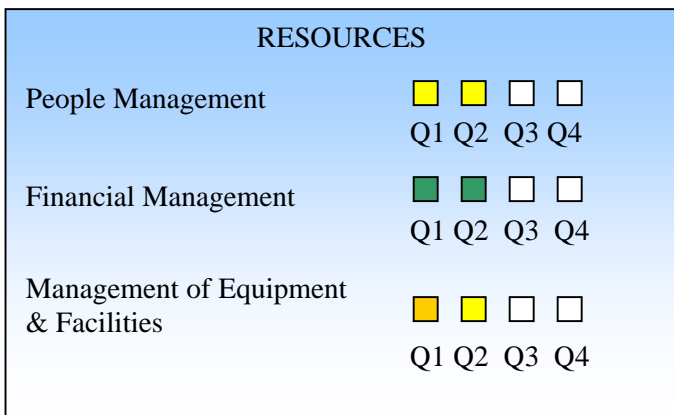 RESOURCES
People Management
Q1 Q2 Q3 Q4
Financial Management
Q1 Q2 Q3 Q4
Management of Equipment
& Facilities
Q1 Q2 Q3 Q4